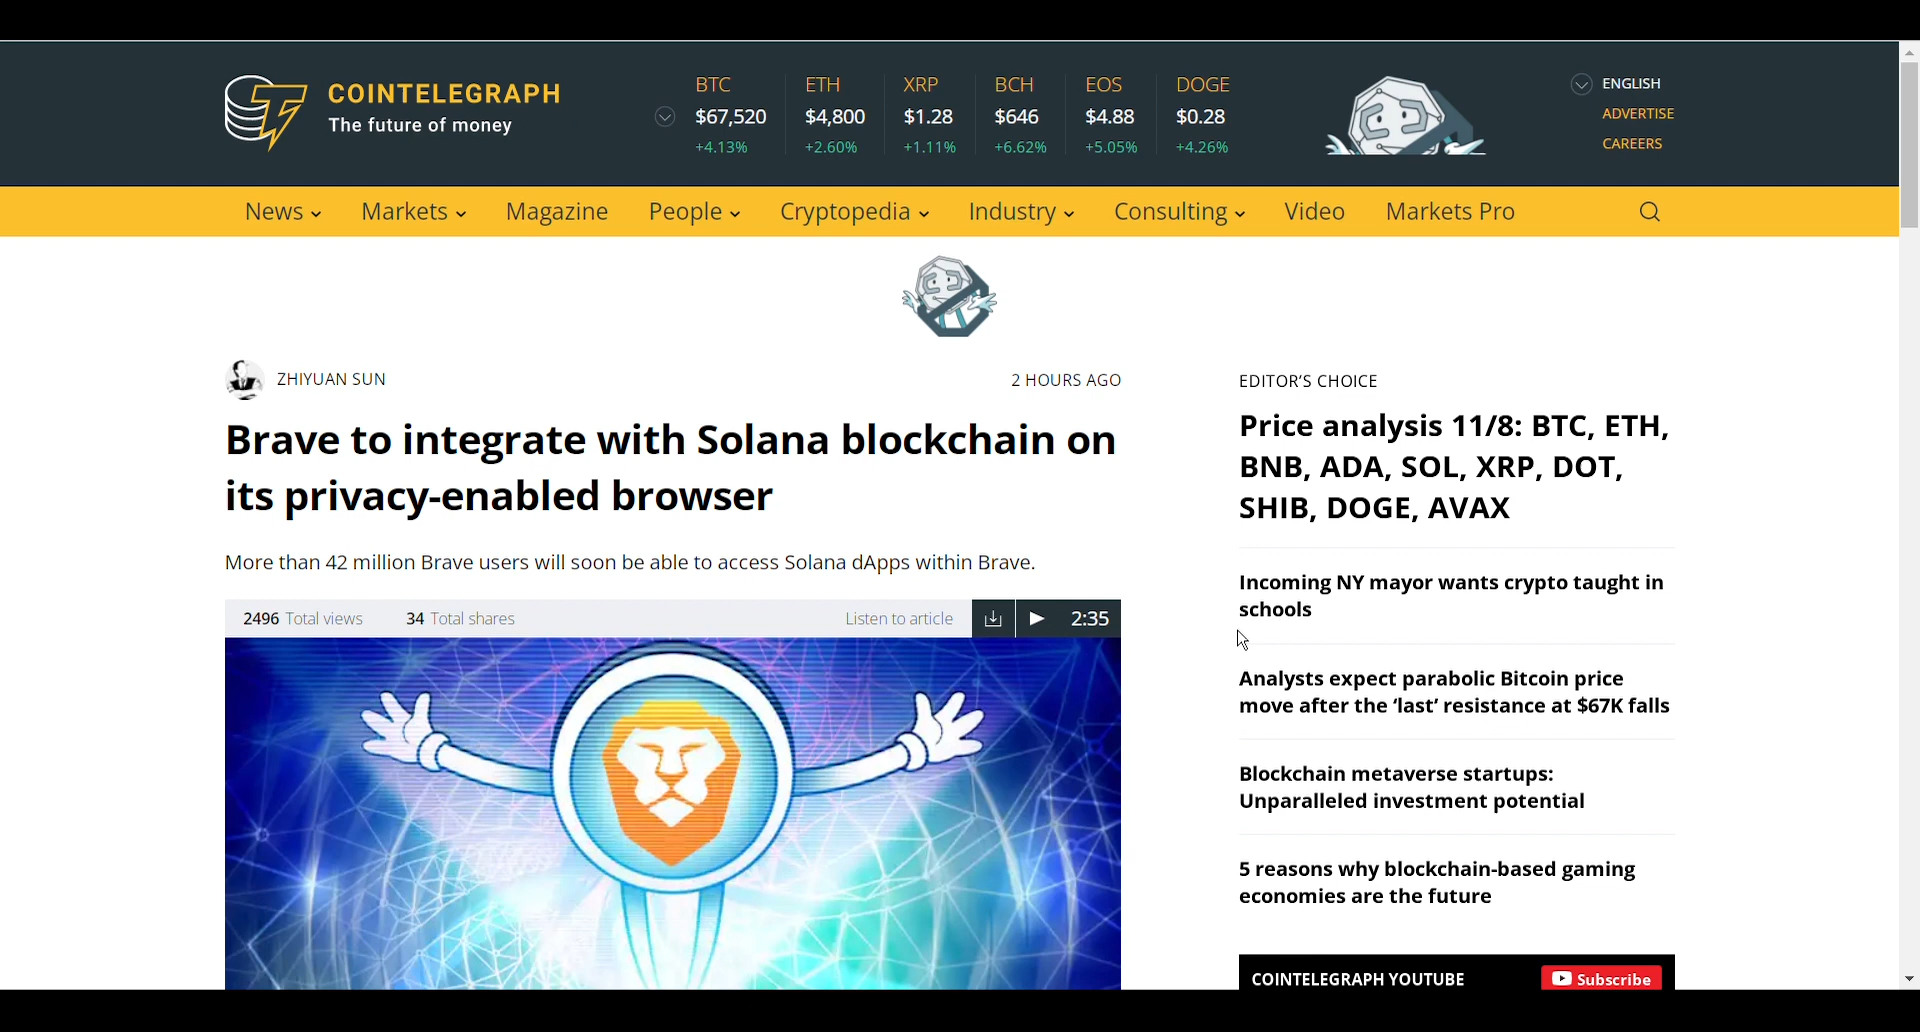 COINTELEGRAPH
The future of money
BTC
$67,520
+4.13%
ETH
$4,800
+2.60%
XRP
$1.28
+1.11%
BCH
$646
+6.62%
EOS
$4.88
+5.05%
DOGE
$0.28
+4.26%
ENGLISH
ADVERTISE
CAREERS
News Markets Magazine People Cryptopedia Industry Consulting Video Markets Pro
ZHIYUAN SUN
2 HOURS AGO
Brave to integrate with Solana blockchain on
its privacy-enabled browser
More than 42 million Brave users will soon be able to access Solana dApps within Brave.
2496 Total views 34 Total shares Listen to article 2:35
EDITOR’S CHOICE
Price analysis 11/8: BTC, ETH,
BNB, ADA, SOL, XRP, DOT,
SHIB, DOGE, AVAX
Incoming NY mayor wants crypto taught in
schools
Analysts expect parabolic Bitcoin price
move after the ‘last’ resistance at $67K falls
Blockchain metaverse startups:
Unparalleled investment potential
5 reasons why blockchain-based gaming
economies are the future
COINTELEGRAPH YOUTUBE Subscribe